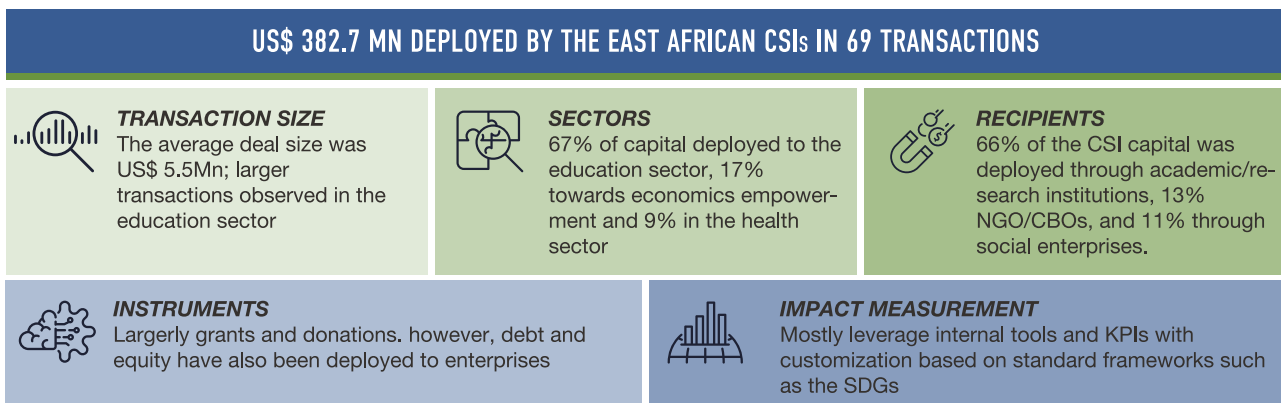 US$ 382.7 MN DEPLOYED BY THE EAST AFRICAN CSIs IN 69 TRANSACTIONS
TRANSACTION SIZE
The average deal size was
US$ 5.5Mn; larger
transactions observed in the
education sector
SECTORS
67% of capital deployed to the
education sector, 17%
towards economics empower-
ment and 9% in the health
sector
RECIPIENTS
66% of the CSI capital was
deployed through academic/re-
search institutions, 13%
NGO/CBOs, and 11% through
social enterprises.
INSTRUMENTS
Largerly grants and donations. however, debt and
equity have also been deployed to enterprises
IMPACT MEASUREMENT
Mostly leverage internal tools and KPIs with
customization based on standard frameworks such
as the SDGs